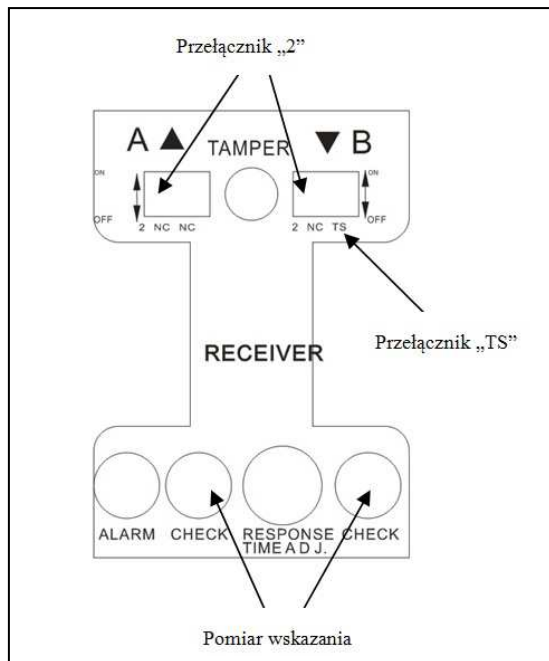 Przełącznik „2”
A ▲ TAMPER ▼ B
ON ON
OFF OFF
2 NC NC 2 NC TS
Przełącznik „TS”
RECEIVER
ALARM CHECK RESPONSE CHECK
TIME A D J.
Pomiar wskazania